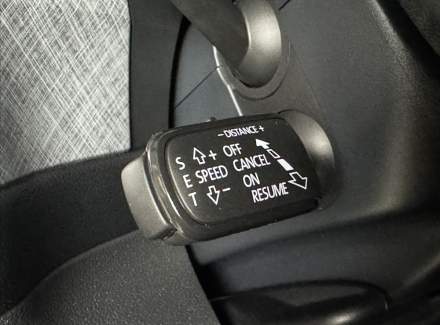 - DISTANCE +
S + OFF
E SPEED CANCEL
T - ON
RESUME